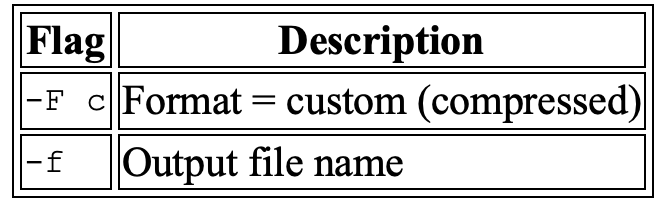 Flag Description
-F c Format = custom (compressed)
-f Output file name